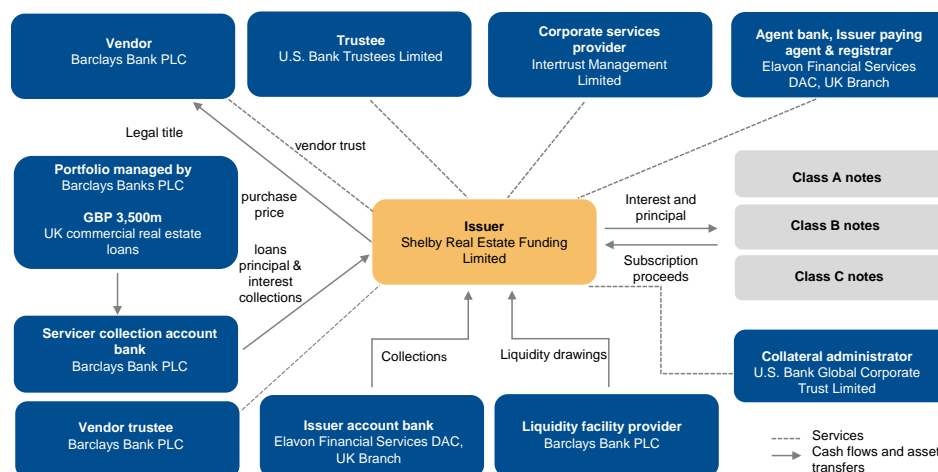 Vendor
Barclays Bank PLC
Trustee
U.S. Bank Trustees Limited
Corporate services
provider
Intertrust Management
Limited
Agent bank, Issuer paying
agent & registrar
Elavon Financial Services
DAC, UK Branch
Legal title
vendor trust
Portfolio managed by
Barclays Banks PLC
GBP 3,500m
UK commercial real estate
loans
purchase
price
loans
principal &
interest
collections
Issuer
Shelby Real Estate Funding
Limited
Interest and
principal
Subscription
proceeds
Class A notes
Class B notes
Class C notes
Servicer collection account
bank
Barclays Bank PLC
Collections
Liquidity drawings
Collateral administrator
U.S. Bank Global Corporate
Trust Limited
Vendor trustee
Barclays Bank PLC
Issuer account bank
Elavon Financial Services DAC,
UK Branch
Liquidity facility provider
Barclays Bank PLC
Services
Cash flows and asset
transfers